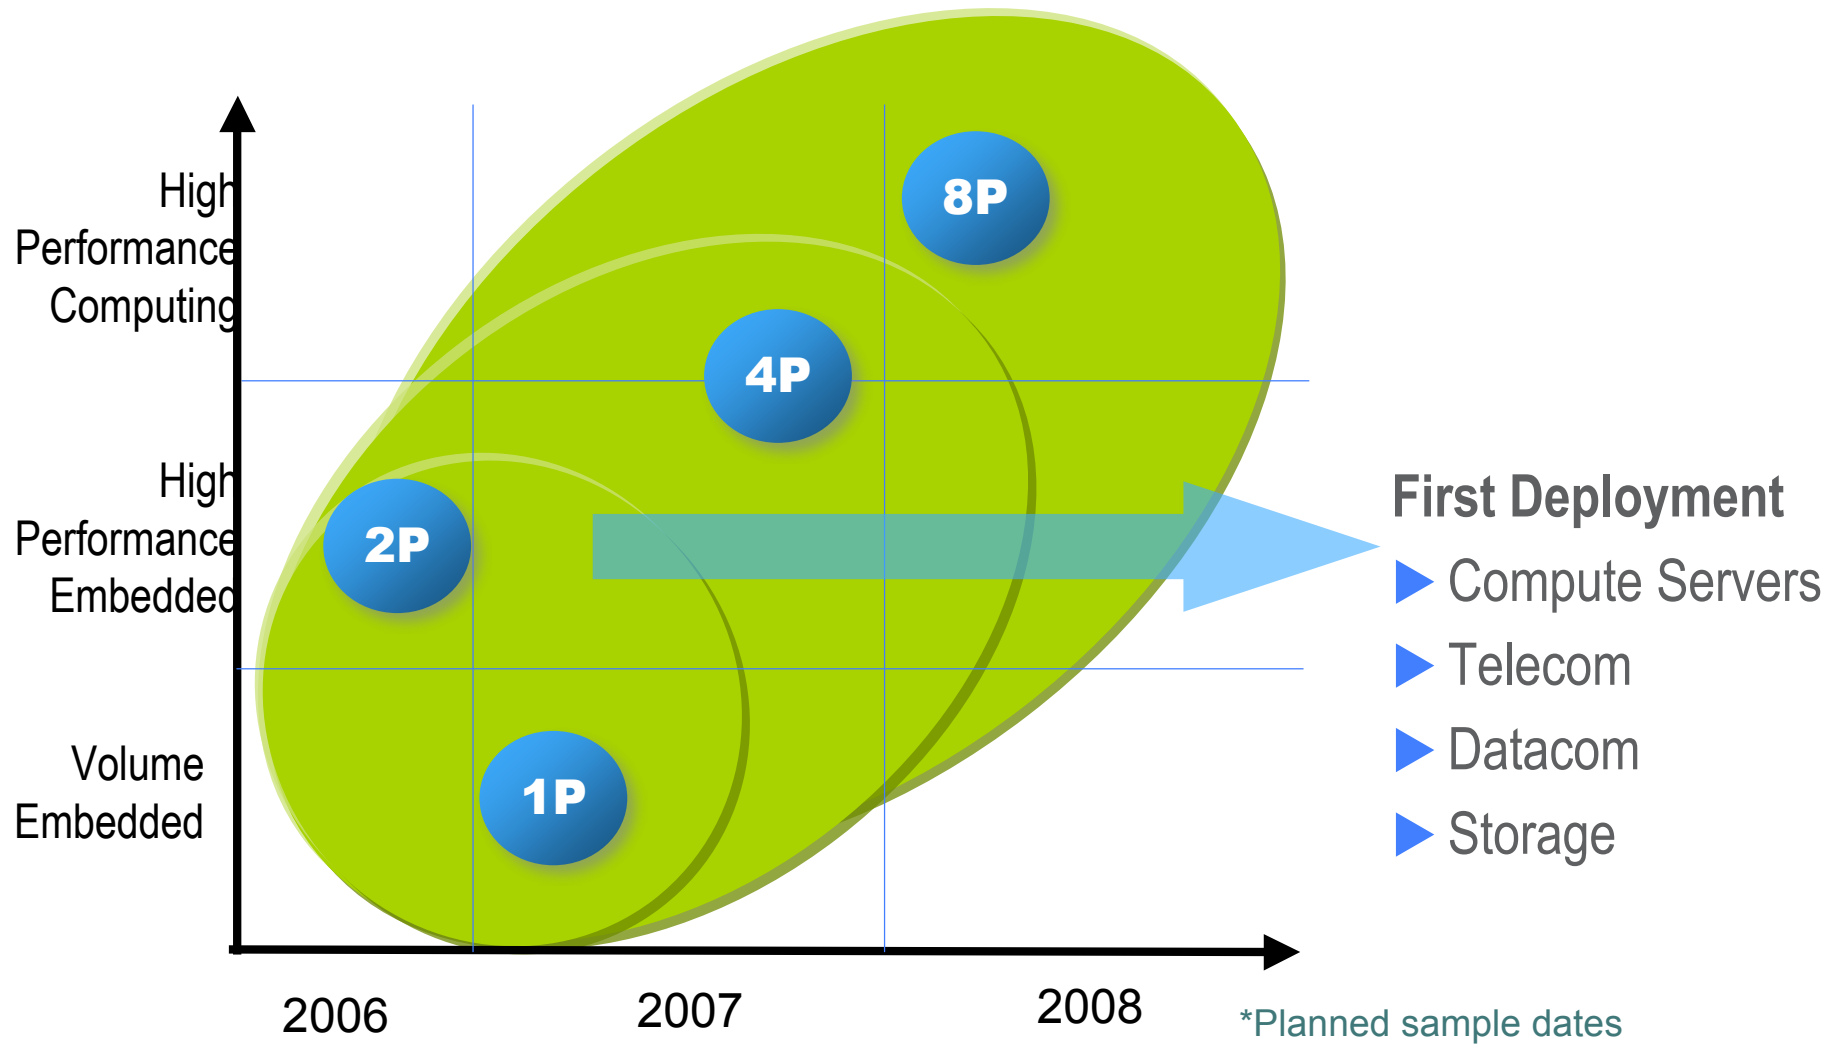 High
Performance
Computing
High
Performance
Embedded
Volume
Embedded
8P
4P
2P
1P
First Deployment
Compute Servers
Telecom
Datacom
Storage
2006
2007
2008
*Planned sample dates